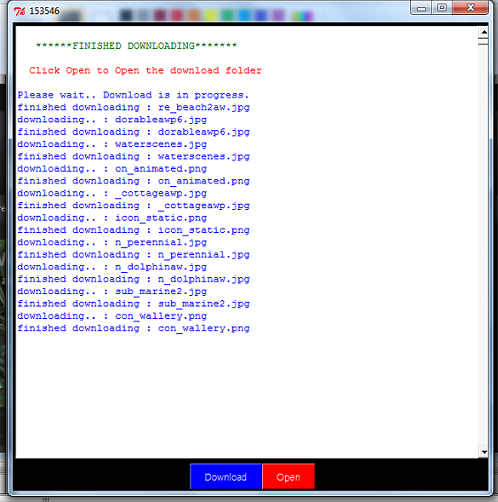 153546
******FINISHED DOWNLOADING*******
Click Open to Open the download folder
Please wait.. Download is in progress.
finished downloading : re_beach2aw.jpg
downloading.. : dorableawp6.jpg
finished downloading : dorableawp6.jpg
downloading.. : waterscenes.jpg
finished downloading : waterscenes.jpg
downloading.. : on_animated.png
finished downloading : on_animated.png
downloading.. : _cottageawp.jpg
finished downloading : _cottageawp.jpg
downloading.. : icon_static.png
finished downloading : icon_static.png
downloading.. : n_perennial.jpg
finished downloading : n_perennial.jpg
downloading.. : n_dolphinaw.jpg
finished downloading : n_dolphinaw.jpg
downloading.. : sub_marine2.jpg
finished downloading : sub_marine2.jpg
downloading.. : con_wallery.png
finished downloading : con_wallery.png
Download Open